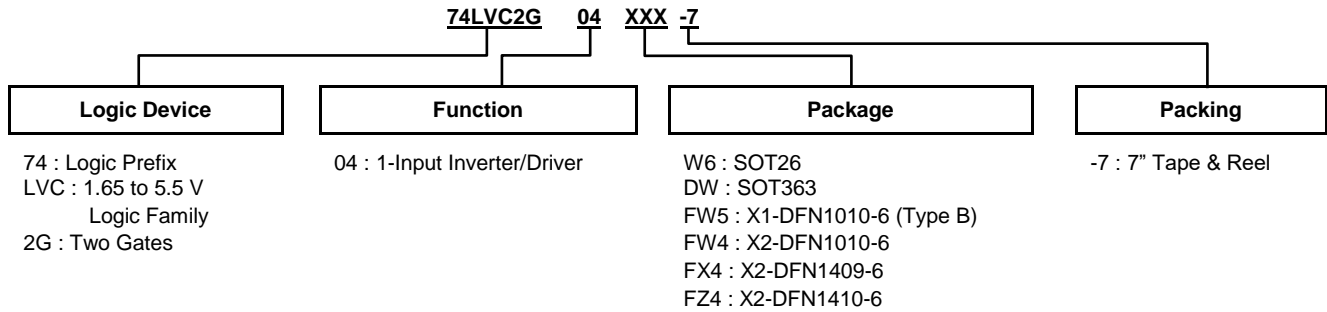 74LVC2G 04 XXX -7
Logic Device
Function
Package
Packing
74 : Logic Prefix
LVC : 1.65 to 5.5 V
Logic Family
2G : Two Gates
04 : 1-Input Inverter/Driver
W6 : SOT26
DW : SOT363
FW5 : X1-DFN1010-6 (Type B)
FW4 : X2-DFN1010-6
FX4 : X2-DFN1409-6
FZ4 : X2-DFN1410-6
-7 : 7” Tape & Reel